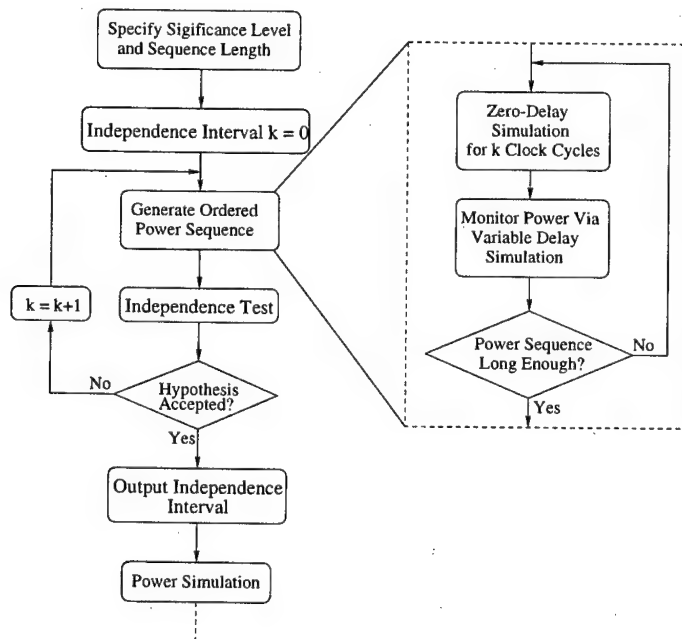 Specify Sigificance Level
and Sequence Length
Independence Interval k = 0
Generate Ordered
Power Sequence
k = k+1
Independence Test
No
Hypothesis
Accepted?
Yes
Output Independence
Interval
Power Simulation
Zero-Delay
Simulation
for k Clock Cycles
Monitor Power Via
Variable Delay
Simulation
Power Sequence
Long Enough?
No
Yes